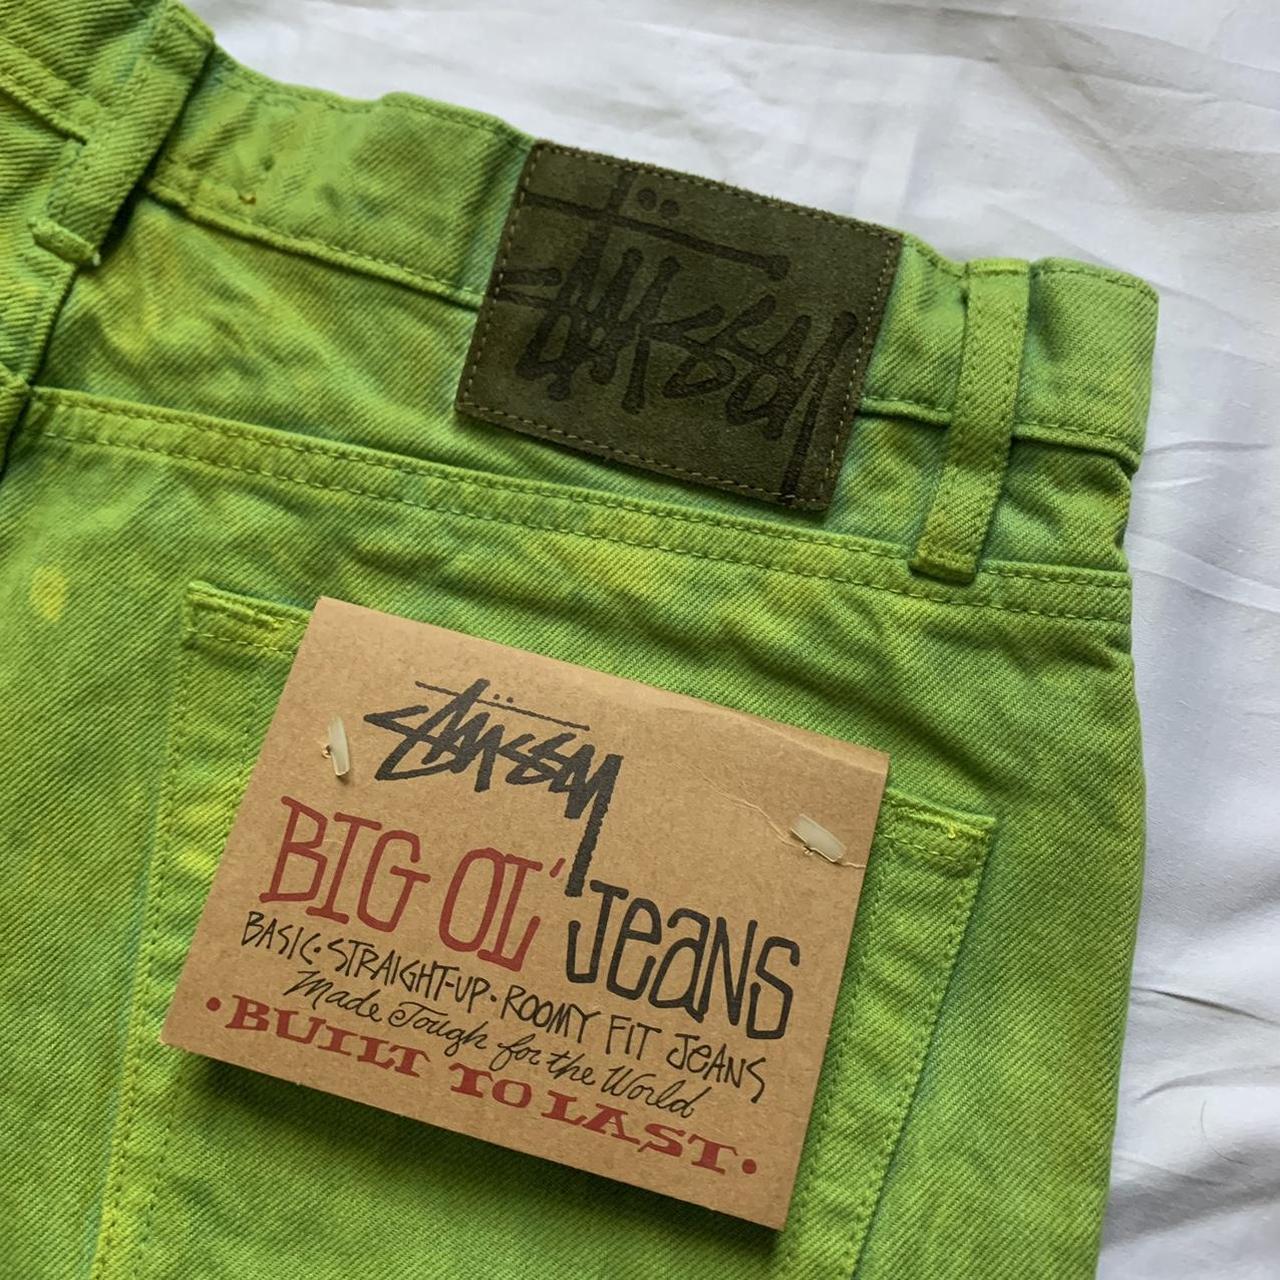 Stüssy
Stüssy
BIG OL' Jeans
BASIC•STRAIGHT-UP•ROOMY FIT JeANS
Made Tough for the World
•BUILT TO LAST•